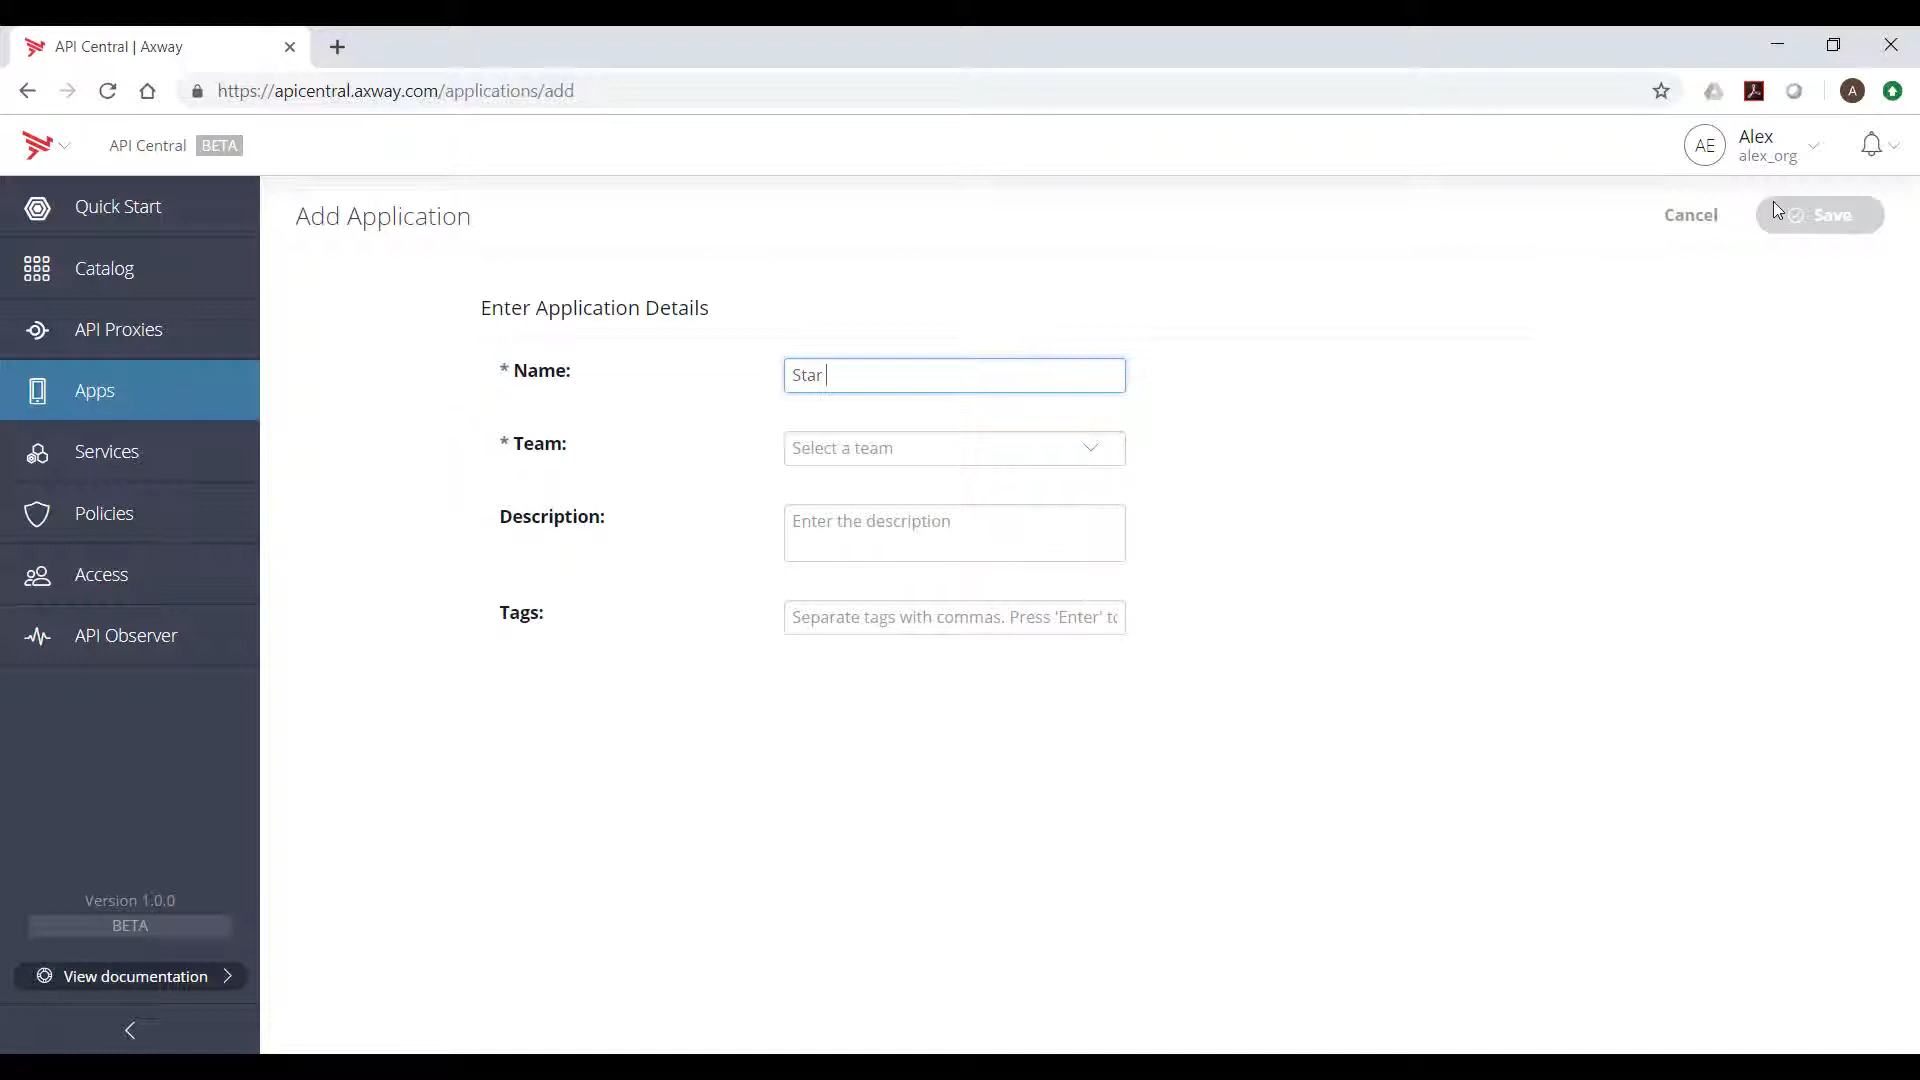 API Central | Axway
https://apicentral.axway.com/applications/add
A
API Central BETA
AE
Alex
alex_org
Quick Start
Catalog
API Proxies
Apps
Services
Policies
Access
API Observer
Version 1.0.0
BETA
View documentation
Add Application
Cancel
Save
Enter Application Details
* Name:
Star
* Team:
Select a team
Description:
Enter the description
Tags:
Separate tags with commas. Press 'Enter' tc